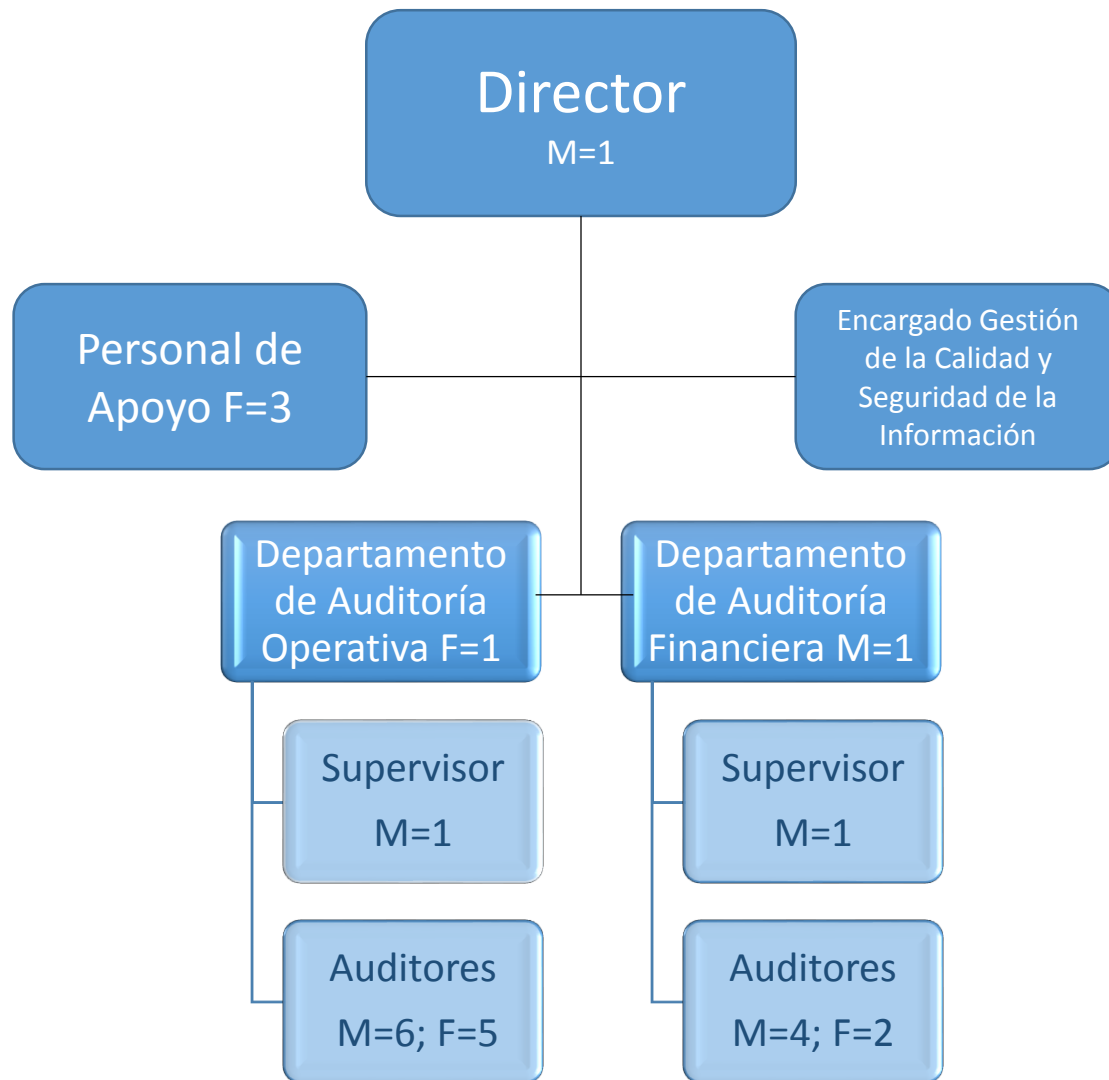 Director
M=1
Personal de
Apoyo F=3
Encargado Gestión
de la Calidad y
Seguridad de la
Información
Departamento
de Auditoría
Operativa F=1
Supervisor
M=1
Auditores
M=6; F=5
Departamento
de Auditoría
Financiera M=1
Supervisor
M=1
Auditores
M=4; F=2